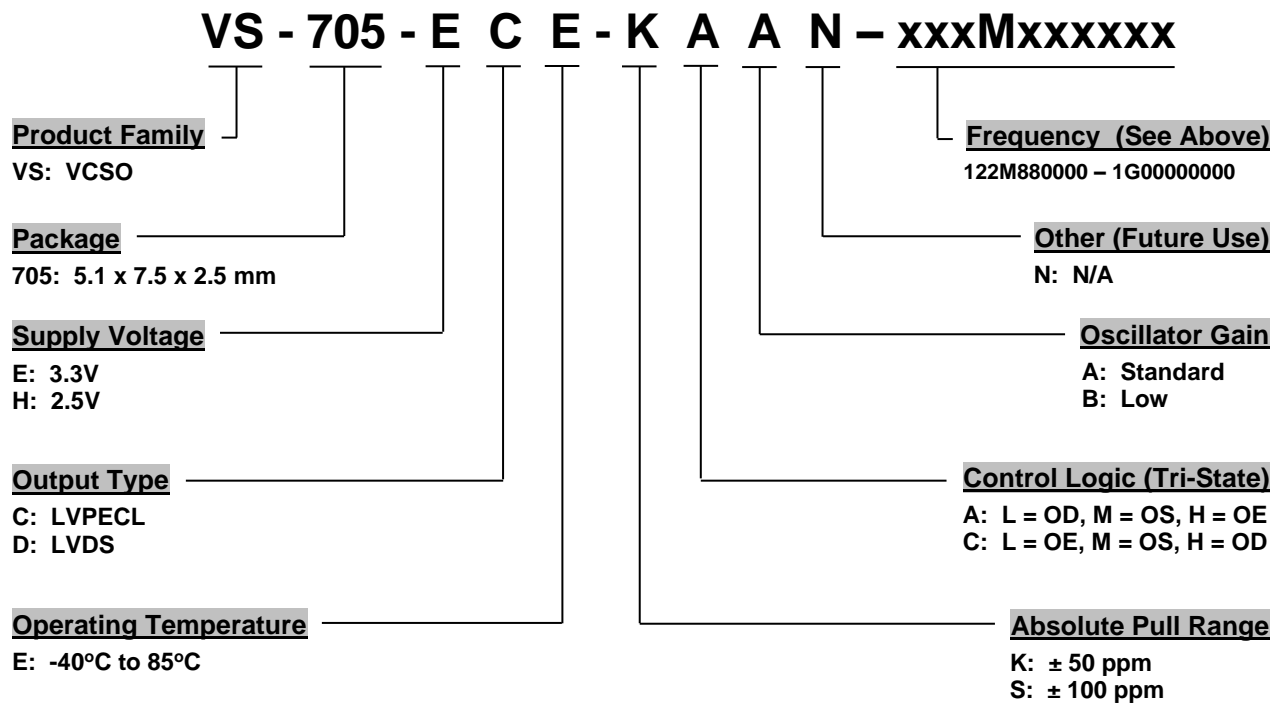 VS - 705 - E C E - K A A N – xxxMxxxxxx
Product Family
VS: VCSO
Package
705: 5.1 x 7.5 x 2.5 mm
Supply Voltage
E: 3.3V
H: 2.5V
Output Type
C: LVPECL
D: LVDS
Operating Temperature
E: -40ºC to 85ºC
Frequency (See Above)
122M880000 – 1G00000000
Other (Future Use)
N: N/A
Oscillator Gain
A: Standard
B: Low
Control Logic (Tri-State)
A: L = OD, M = OS, H = OE
C: L = OE, M = OS, H = OD
Absolute Pull Range
K: ± 50 ppm
S: ± 100 ppm